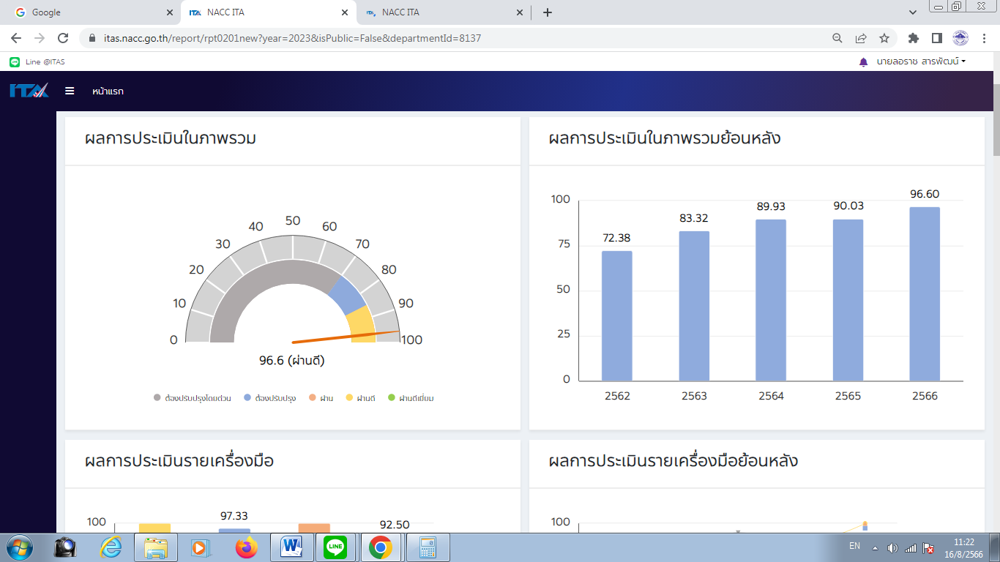 Google
NACC ITA
NACC ITA
itas.nacc.go.th/report/rpt0201new?year=2023&isPublic=False&departmentId=8137
Line @ITAS
นายลอราช สารพัฒน์
ITA
หน้าแรก
ผลการประเมินในภาพรวม
50
40
60
30
70
20
80
10
90
0
100
96.6 (ผ่านดี)
ต้องปรับปรุงโดยด่วน
ต้องปรับปรุง
ผ่าน
ผ่านดี
ผ่านดีเยี่ยม
ผลการประเมินในภาพรวมย้อนหลัง
100
75
50
25
0
72.38
83.32
89.93
90.03
96.60
2562
2563
2564
2565
2566
ผลการประเมินรายเครื่องมือ
100
97.33
92.50
ผลการประเมินรายเครื่องมือย้อนหลัง
100
EN
11:22
16/8/2566